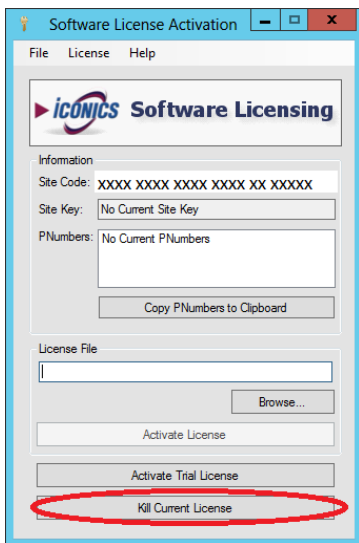 Software License Activation
File License Help
ICONICS Software Licensing
Information
Site Code: XXXX XXXX XXXX XXXX XX XXXXX
Site Key: No Current Site Key
PNumbers: No Current PNumbers
Copy PNumbers to Clipboard
License File
Browse...
Activate License
Activate Trial License
Kill Current License